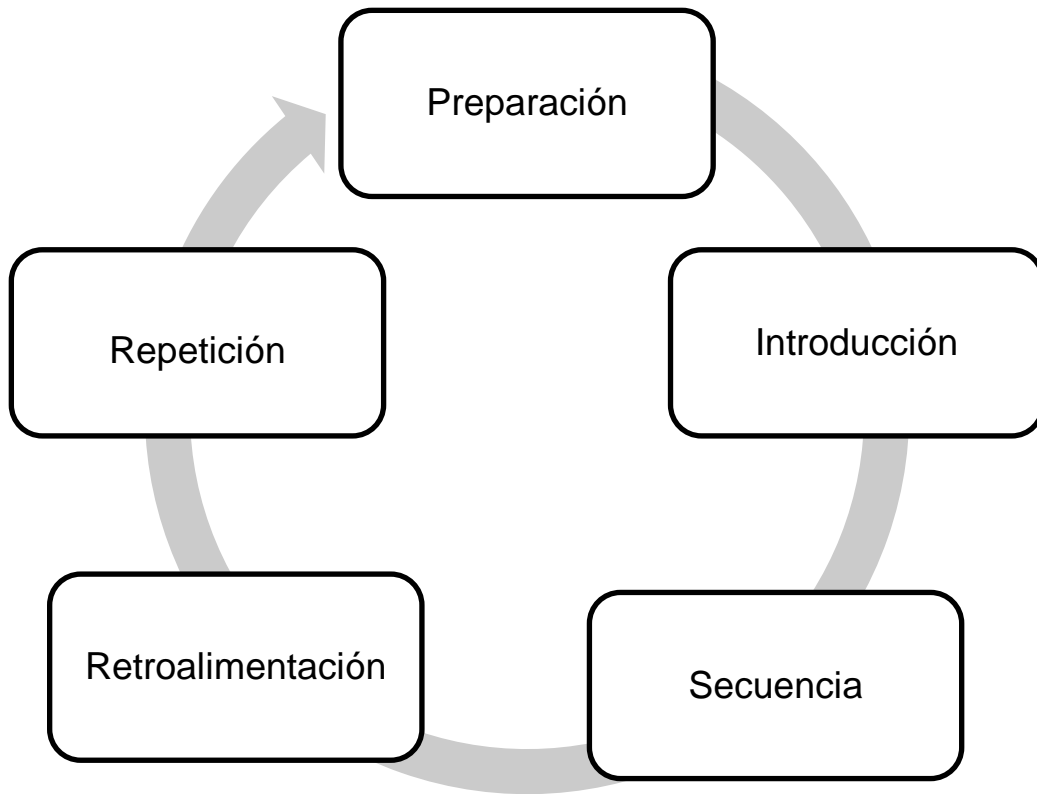 Preparación
Introducción
Secuencia
Retroalimentación
Repetición